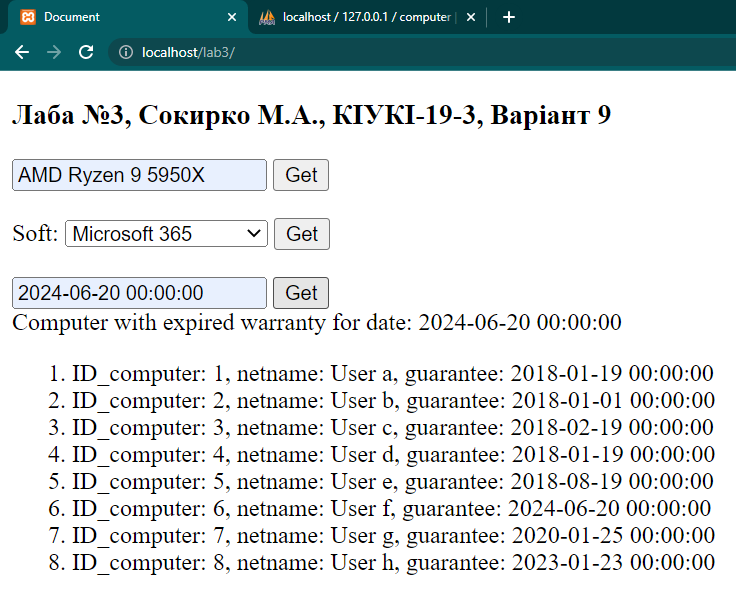 Document
localhost / 127.0.0.1 / computer |
localhost/lab3/
Лаба №3, Сокирко М.А., КІУКІ-19-3, Варіант 9
AMD Ryzen 9 5950X Get
Soft: Microsoft 365 Get
2024-06-20 00:00:00 Get
Computer with expired warranty for date: 2024-06-20 00:00:00
1. ID_computer: 1, netname: User a, guarantee: 2018-01-19 00:00:00
2. ID_computer: 2, netname: User b, guarantee: 2018-01-01 00:00:00
3. ID_computer: 3, netname: User c, guarantee: 2018-02-19 00:00:00
4. ID_computer: 4, netname: User d, guarantee: 2018-01-19 00:00:00
5. ID_computer: 5, netname: User e, guarantee: 2018-08-19 00:00:00
6. ID_computer: 6, netname: User f, guarantee: 2024-06-20 00:00:00
7. ID_computer: 7, netname: User g, guarantee: 2020-01-25 00:00:00
8. ID_computer: 8, netname: User h, guarantee: 2023-01-23 00:00:00